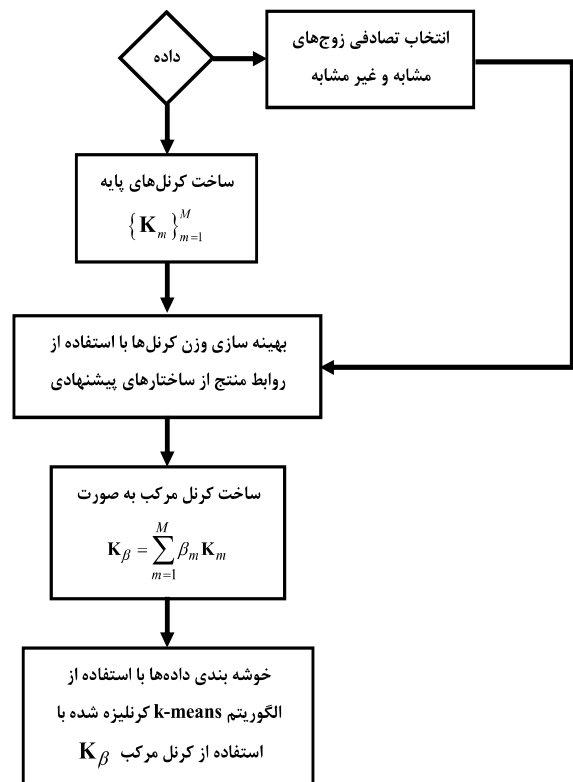 داده
انتخاب تصادفی زوج‌های
مشابه و غیر مشابه
ساخت کرنل‌های پایه
{K_m}_{m=1}^{M}
بهینه سازی وزن کرنل‌ها با استفاده از
روابط منتج از ساختارهای پیشنهادی
ساخت کرنل مرکب به صورت
K_β = ∑_{m=1}^{M} β_m K_m
خوشه بندی داده‌ها با استفاده از
الگوریتم k-means کرنلیزه شده با
استفاده از کرنل مرکب K_β